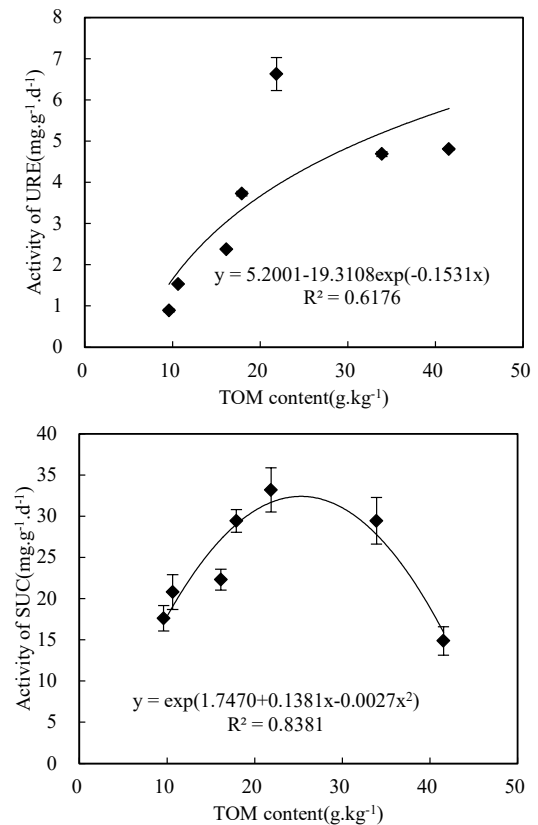 8
7
6
5
4
3
2
1
0
Activity of URE(mg.g⁻¹.d⁻¹)
y = 5.2001-19.3108exp(-0.1531x)
R² = 0.6176
0 10 20 30 40 50
TOM content(g.kg⁻¹)
40
35
30
25
20
15
10
5
0
Activity of SUC(mg.g⁻¹.d⁻¹)
y = exp(1.7470+0.1381x-0.0027x²)
R² = 0.8381
0 10 20 30 40 50
TOM content(g.kg⁻¹)